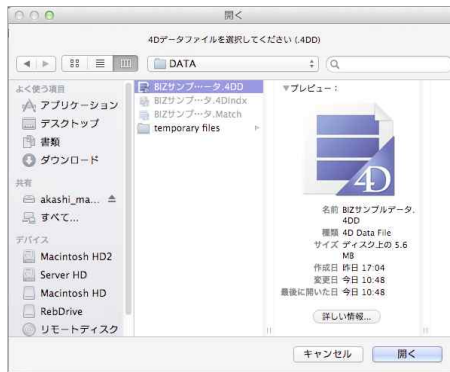 開く
4Dデータファイルを選択してください (.4DD)
DATA
よく使う項目
アプリケーション
デスクトップ
書類
ダウンロード
共有
akashi_ma...
すべて...
デバイス
Macintosh HD2
Server HD
Macintosh HD
RebDrive
リモートディスク
BIZサンプ…ータ.4DD
BIZサンプ…ータ.4DIndx
BIZサンプ…ータ.Match
temporary files
▼プレビュー：
4D
名前 BIZサンプルデータ.
4DD
種類 4D Data File
サイズ ディスク上の 5.6
MB
作成日 昨日 17:04
変更日 今日 10:48
最後に開いた日 今日 10:48
詳しい情報...
キャンセル
開く